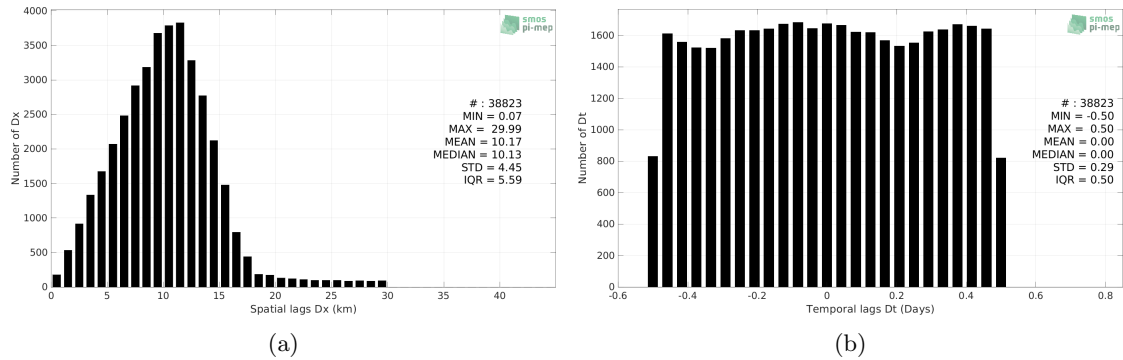 4000
3500
3000
2500
2000
1500
1000
500
0
Number of Dx
0 5 10 15 20 25 30 35 40
Spatial lags Dx (km)
smos
pi-mep
# : 38823
MIN = 0.07
MAX = 29.99
MEAN = 10.17
MEDIAN = 10.13
STD = 4.45
IQR = 5.59
(a)
1600
1400
1200
1000
800
600
400
200
0
Number of Dt
-0.6 -0.4 -0.2 0 0.2 0.4 0.6 0.8
Temporal lags Dt (Days)
smos
pi-mep
# : 38823
MIN = -0.50
MAX = 0.50
MEAN = 0.00
MEDIAN = 0.00
STD = 0.29
IQR = 0.50
(b)